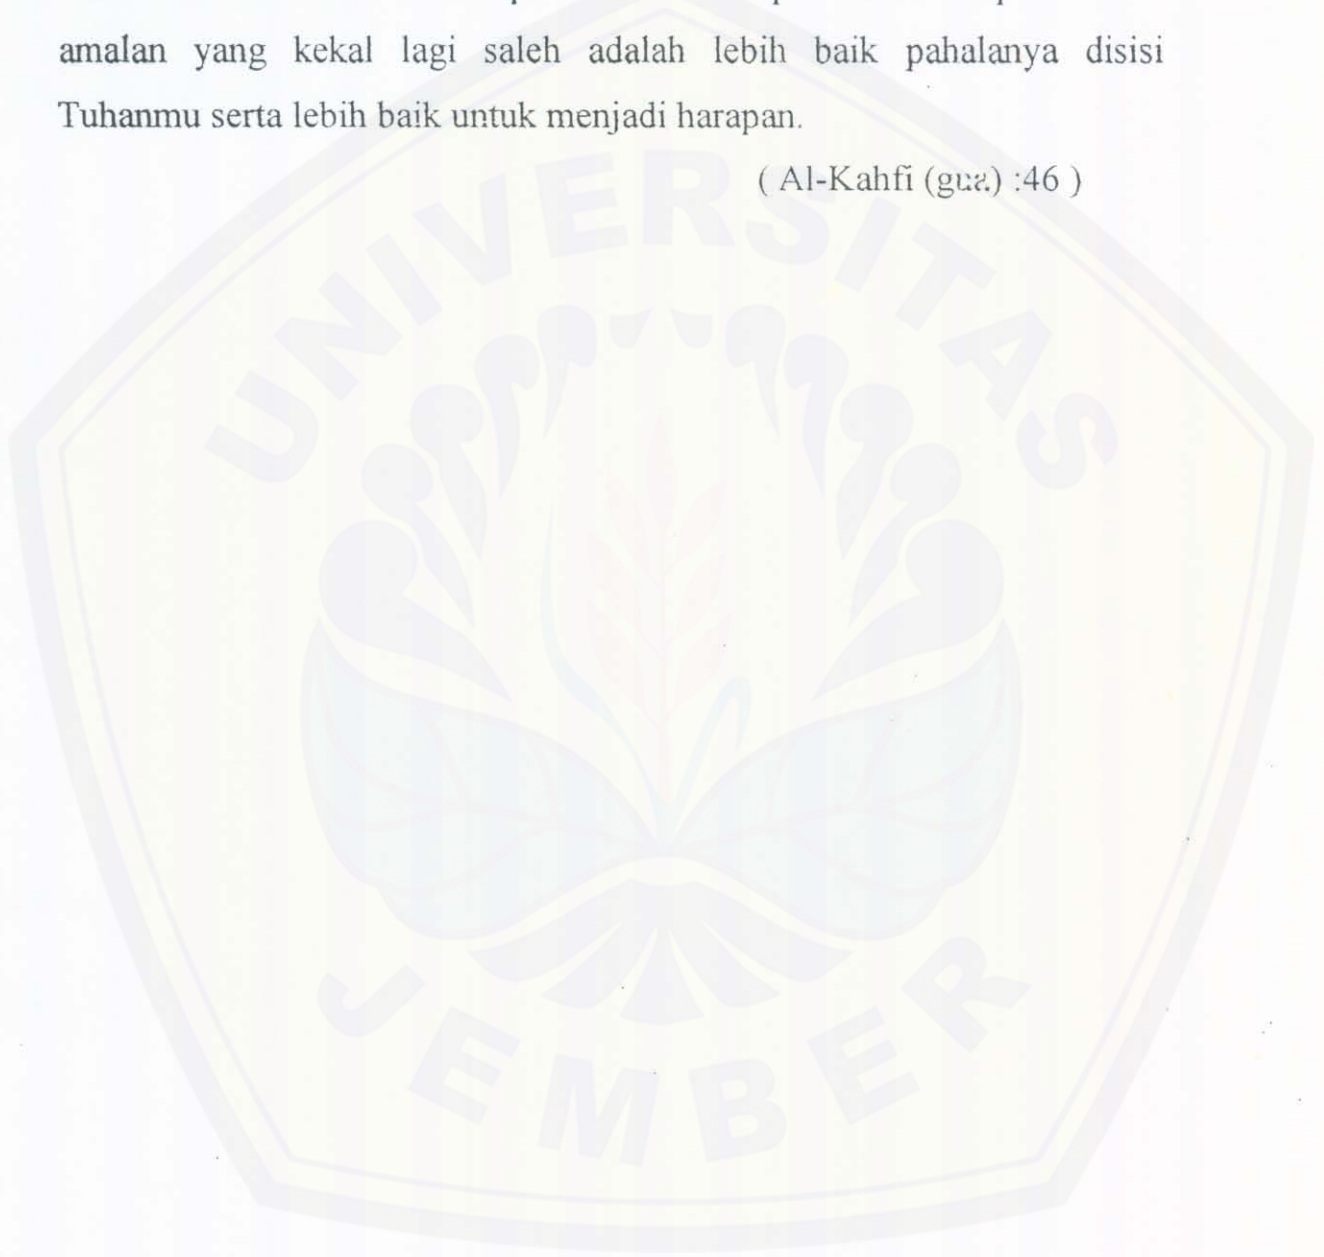 amalan yang kekal lagi saleh adalah lebih baik pahalanya disisi
Tuhanmu serta lebih baik untuk menjadi harapan.
( Al-Kahfi (gua) :46 )
UNIVERSITAS
JEMBER